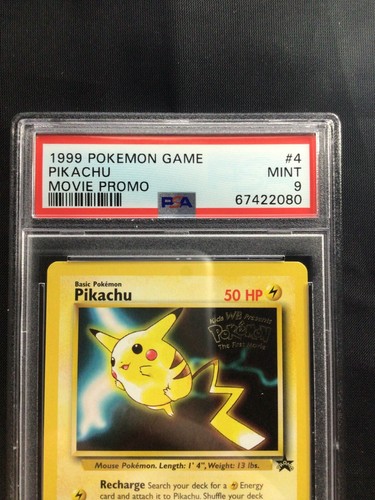 1999 POKEMON GAME #4
PIKACHU MINT
MOVIE PROMO 9
PSA 67422080
Basic Pokémon
Pikachu 50 HP
Kids WB Presents
POKéMON
The First Movie
Mouse Pokémon. Length: 1' 4", Weight: 13 lbs.
Recharge Search your deck for a Energy
card and attach it to Pikachu. Shuffle your deck